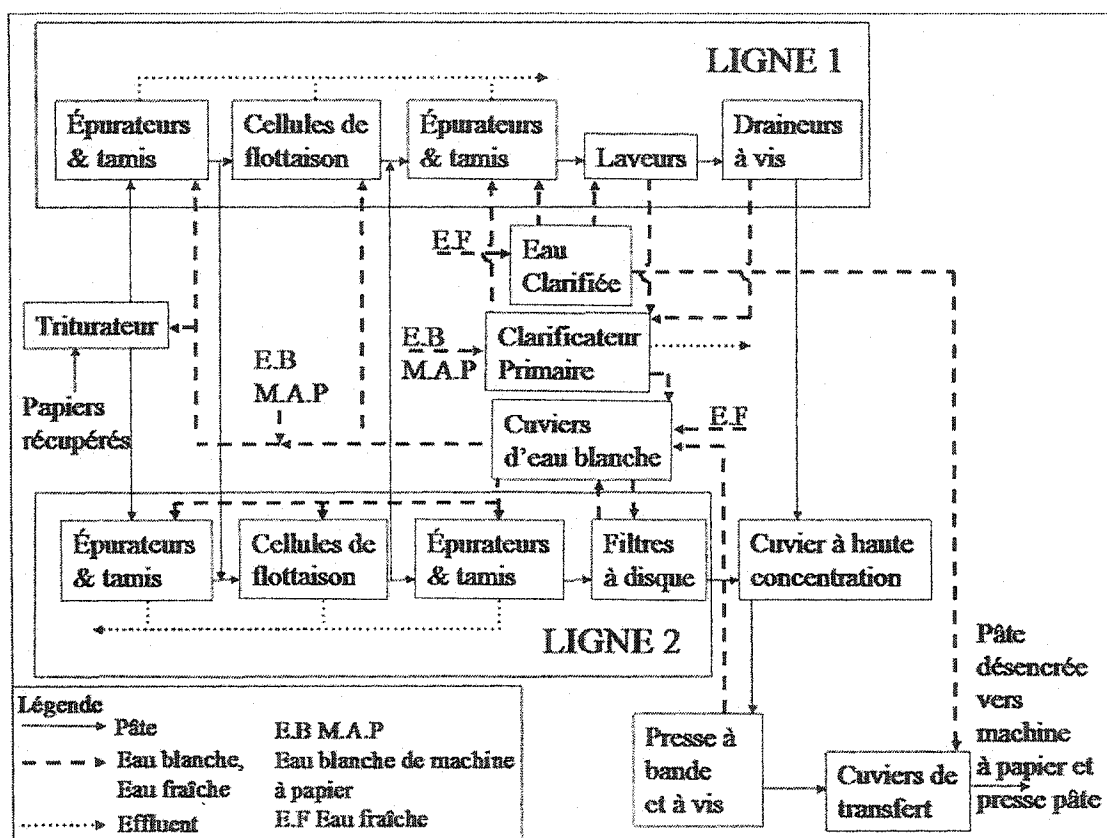 LIGNE 1
Épurateurs
& tamis
Cellules de
flottaison
Épurateurs
& tamis
Laveurs
Draineurs
à vis
E.F
Eau
Clarifiée
Triturateur
E.B
M.A.P
Clarificateur
Primaire
E.B
M.A.P
Papiers
récupérés
Cuviers
d'eau blanche
E.F
Épurateurs
& tamis
Cellules de
flottaison
Épurateurs
& tamis
Filtres
à disque
Cuvier à haute
concentration
LIGNE 2
Pâte
désencrée
vers
machine
à papier et
presse pâte
Presse à
bande
et à vis
Cuviers de
transfert
Légende
Pâte
Eau blanche,
Eau fraîche
Effluent
E.B M.A.P
Eau blanche de machine
à papier
E.F Eau fraîche